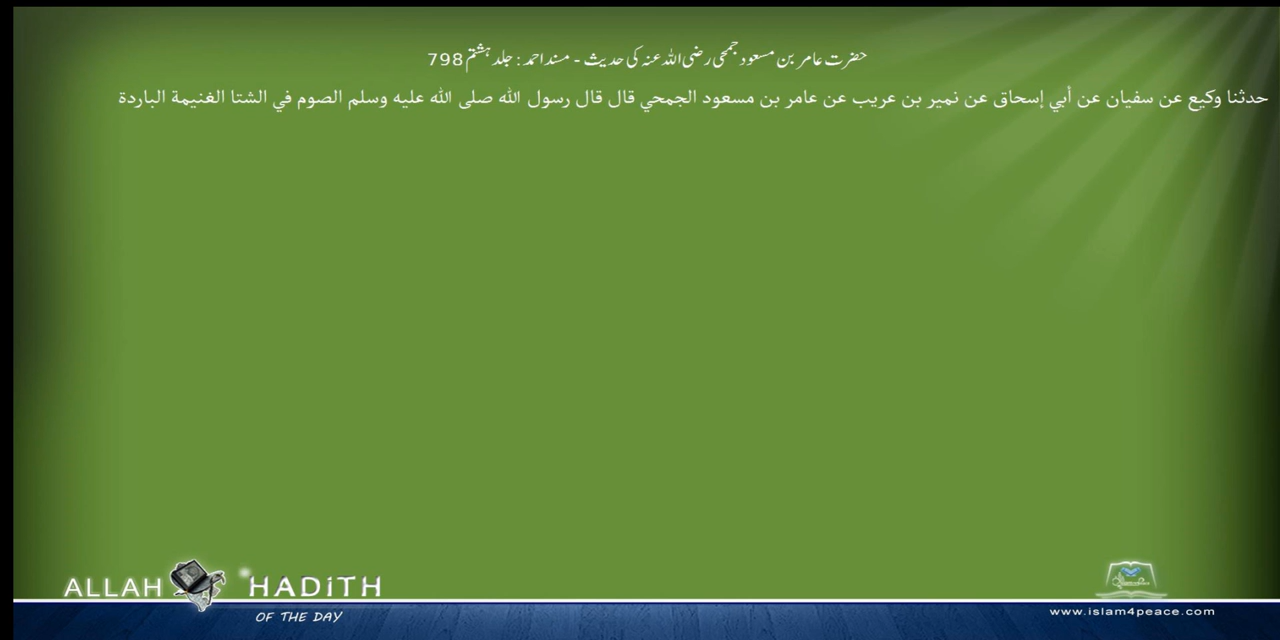 حضرت عامر بن مسعود جمحی رضی اللہ عنہ کی حدیث - مسند احمد : جلد ہشتم 798
حدثنا وكيع عن سفيان عن أبي إسحاق عن نمير بن عريب عن عامر بن مسعود الجمحي قال قال رسول الله صلى الله عليه وسلم الصوم في الشتا الغنيمة الباردة
ALLAH HADITH
OF THE DAY
www.islam4peace.com